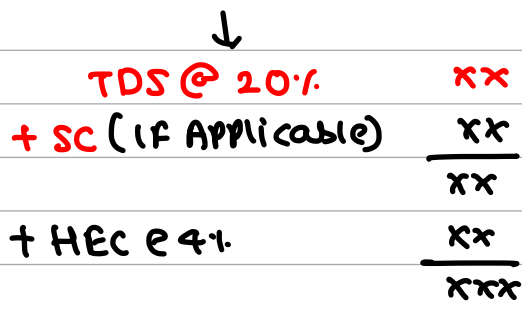 ↓
TDS @ 20% xx
+ SC (IF Applicable) xx
xx
+ HEC @ 4% xx
xxx